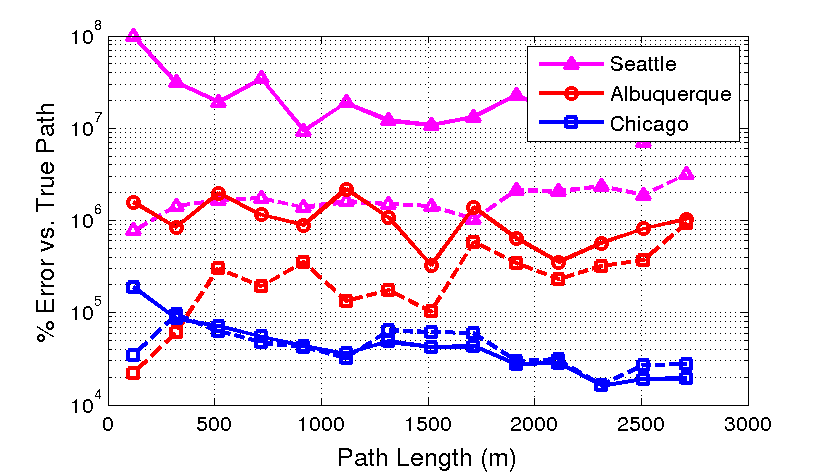 % Error vs. True Path
10^8
10^7
10^6
10^5
10^4
Seattle
Albuquerque
Chicago
0 500 1000 1500 2000 2500 3000
Path Length (m)